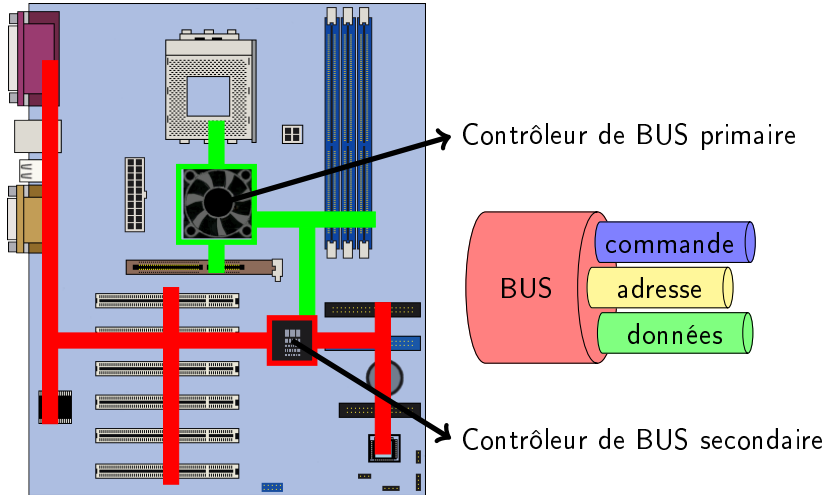 Contrôleur de BUS primaire
commande
BUS
adresse
données
Contrôleur de BUS secondaire